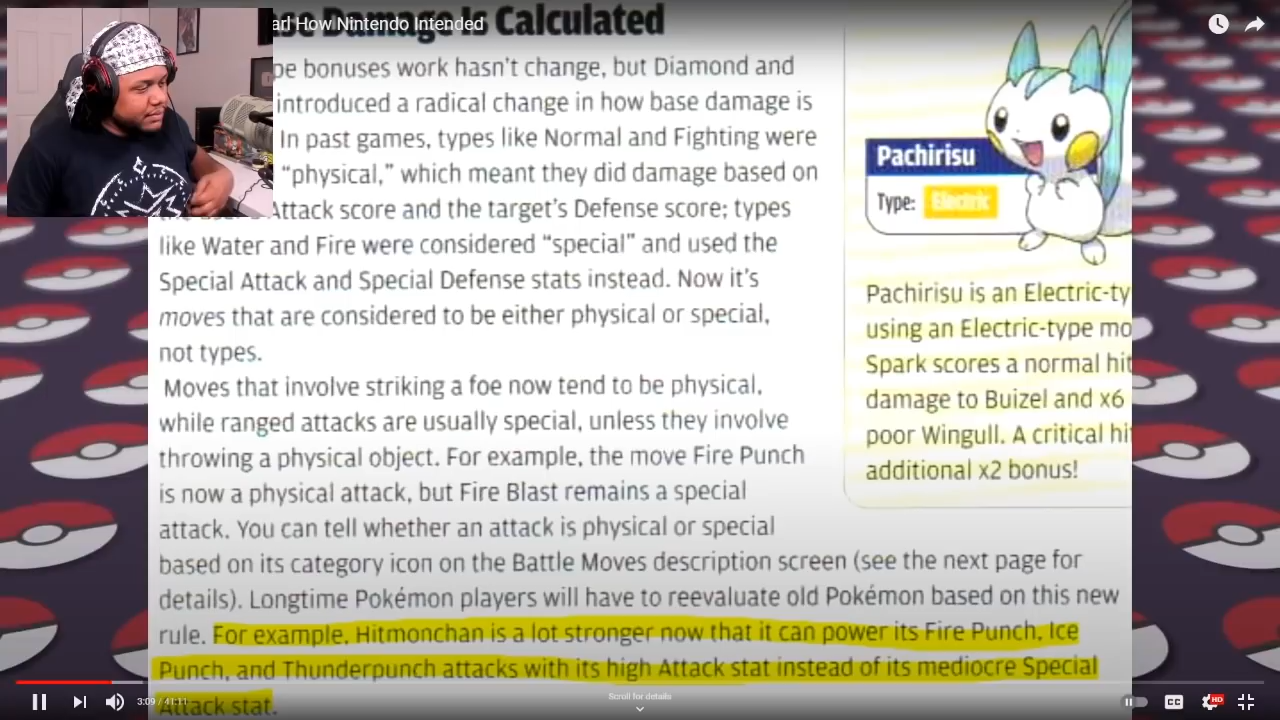 arl How Nintendo Intended
se Damage Is Calculated
pe bonuses work hasn't change, but Diamond and
introduced a radical change in how base damage is
In past games, types like Normal and Fighting were
"physical," which meant they did damage based on
Attack score and the target's Defense score; types
like Water and Fire were considered "special" and used the
Special Attack and Special Defense stats instead. Now it's
moves that are considered to be either physical or special,
not types.
Moves that involve striking a foe now tend to be physical,
while ranged attacks are usually special, unless they involve
throwing a physical object. For example, the move Fire Punch
is now a physical attack, but Fire Blast remains a special
attack. You can tell whether an attack is physical or special
based on its category icon on the Battle Moves description screen (see the next page for
details). Longtime Pokémon players will have to reevaluate old Pokémon based on this new
rule. For example, Hitmonchan is a lot stronger now that it can power its Fire Punch, Ice
Punch, and Thunderpunch attacks with its high Attack stat instead of its mediocre Special
Attack stat.
Pachirisu
Type: Electric
Pachirisu is an Electric-ty
using an Electric-type mo
Spark scores a normal hit
damage to Buizel and x6
poor Wingull. A critical hi
additional x2 bonus!
3:09 / 41:11
Scroll for details
CC
HD